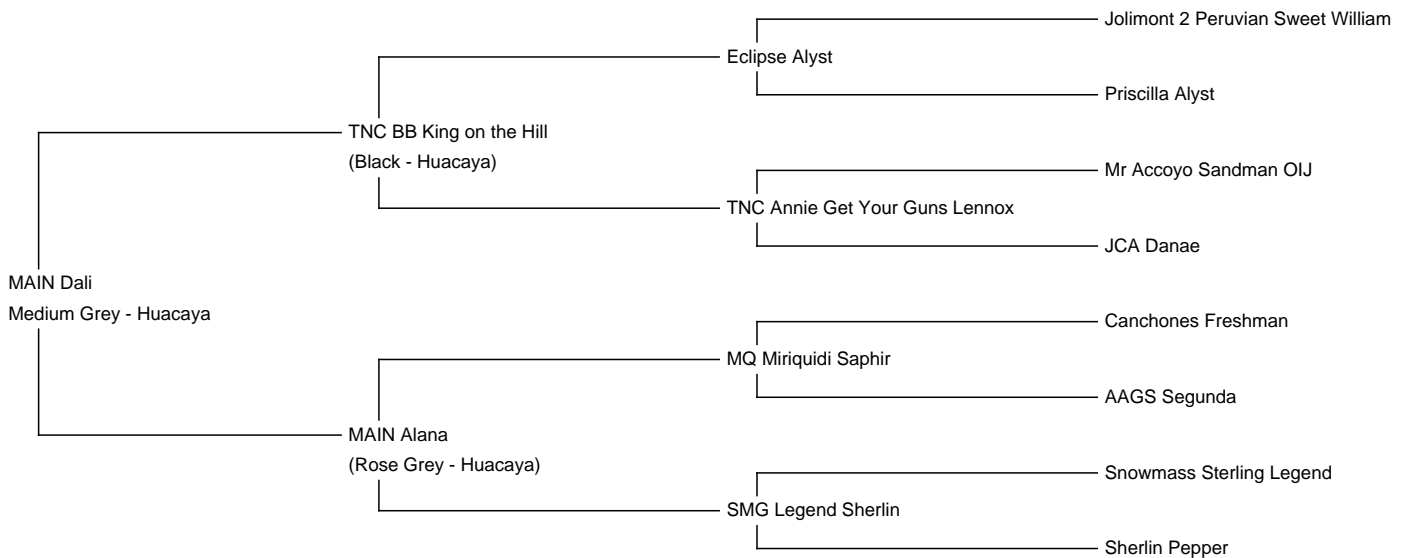 Jolimont 2 Peruvian Sweet William
Eclipse Alyst
Priscilla Alyst
TNC BB King on the Hill
(Black - Huacaya)
Mr Accoyo Sandman OIJ
TNC Annie Get Your Guns Lennox
JCA Danae
MAIN Dali
Medium Grey - Huacaya
Canchones Freshman
MQ Miriquidi Saphir
AAGS Segunda
MAIN Alana
(Rose Grey - Huacaya)
Snowmass Sterling Legend
SMG Legend Sherlin
Sherlin Pepper